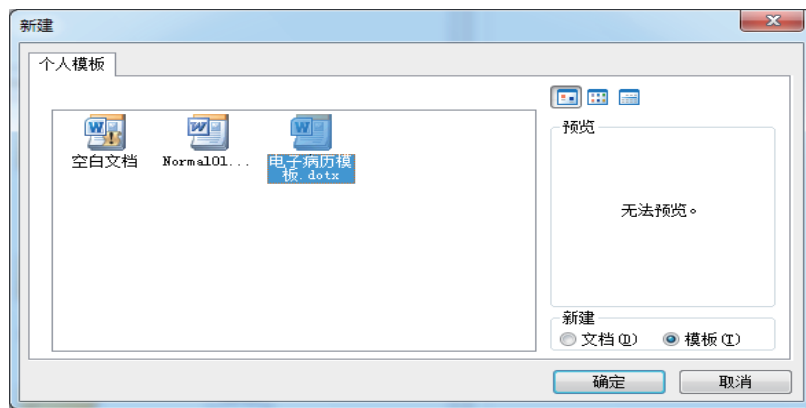 新建
个人模板
空白文档
Normal01...
电子病历模
板.dotx
预览
无法预览。
新建
文档(D)
模板(T)
确定
取消